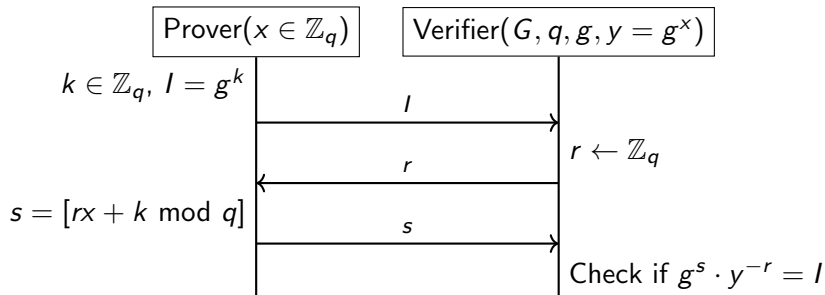 Prover(x ∈ ℤ_q)
Verifier(G, q, g, y = g^x)
k ∈ ℤ_q, I = g^k
I
r ← ℤ_q
r
s = [rx + k mod q]
s
Check if g^s · y^{-r} = I